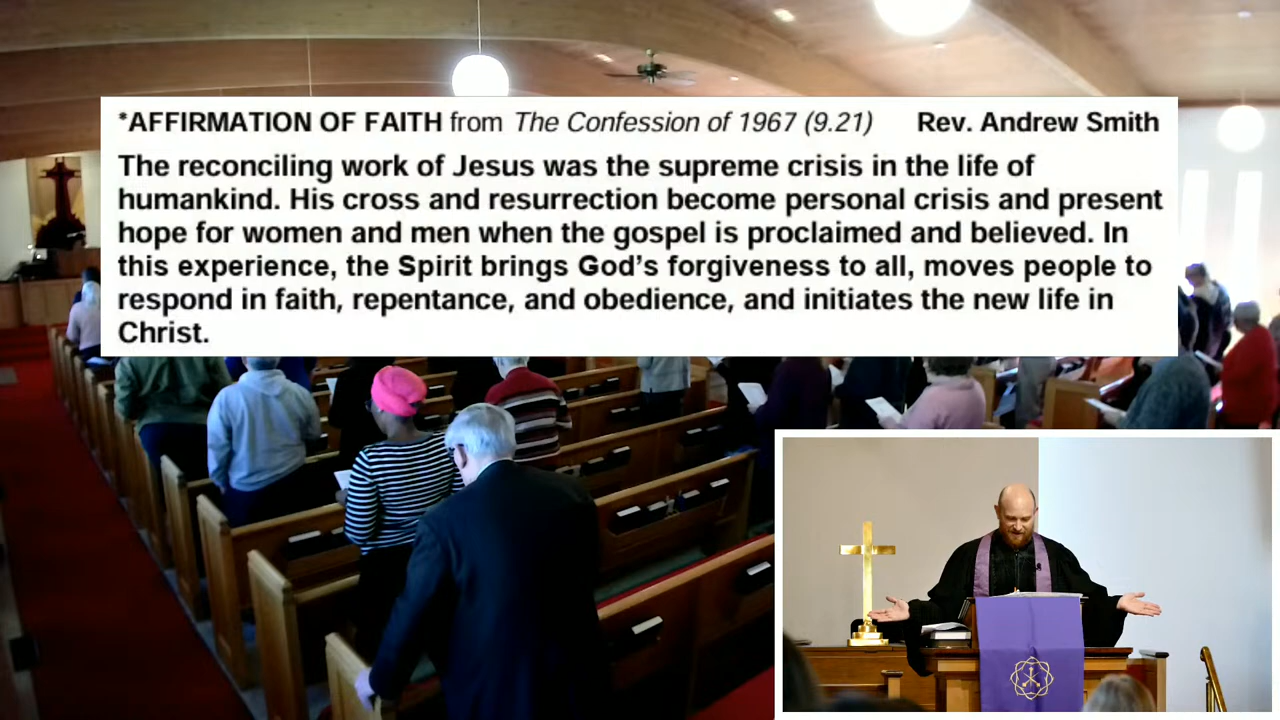 *AFFIRMATION OF FAITH from The Confession of 1967 (9.21) Rev. Andrew Smith
The reconciling work of Jesus was the supreme crisis in the life of
humankind. His cross and resurrection become personal crisis and present
hope for women and men when the gospel is proclaimed and believed. In
this experience, the Spirit brings God’s forgiveness to all, moves people to
respond in faith, repentance, and obedience, and initiates the new life in
Christ.